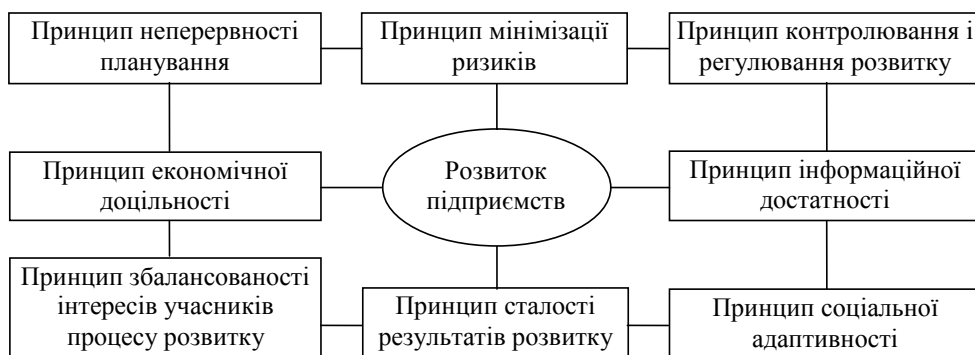 Принцип неперервності
планування
Принцип мінімізації
ризиків
Принцип контролювання і
регулювання розвитку
Принцип економічної
доцільності
Розвиток
підприємств
Принцип інформаційної
достатності
Принцип збалансованості
інтересів учасників
процесу розвитку
Принцип сталості
результатів розвитку
Принцип соціальної
адаптивності